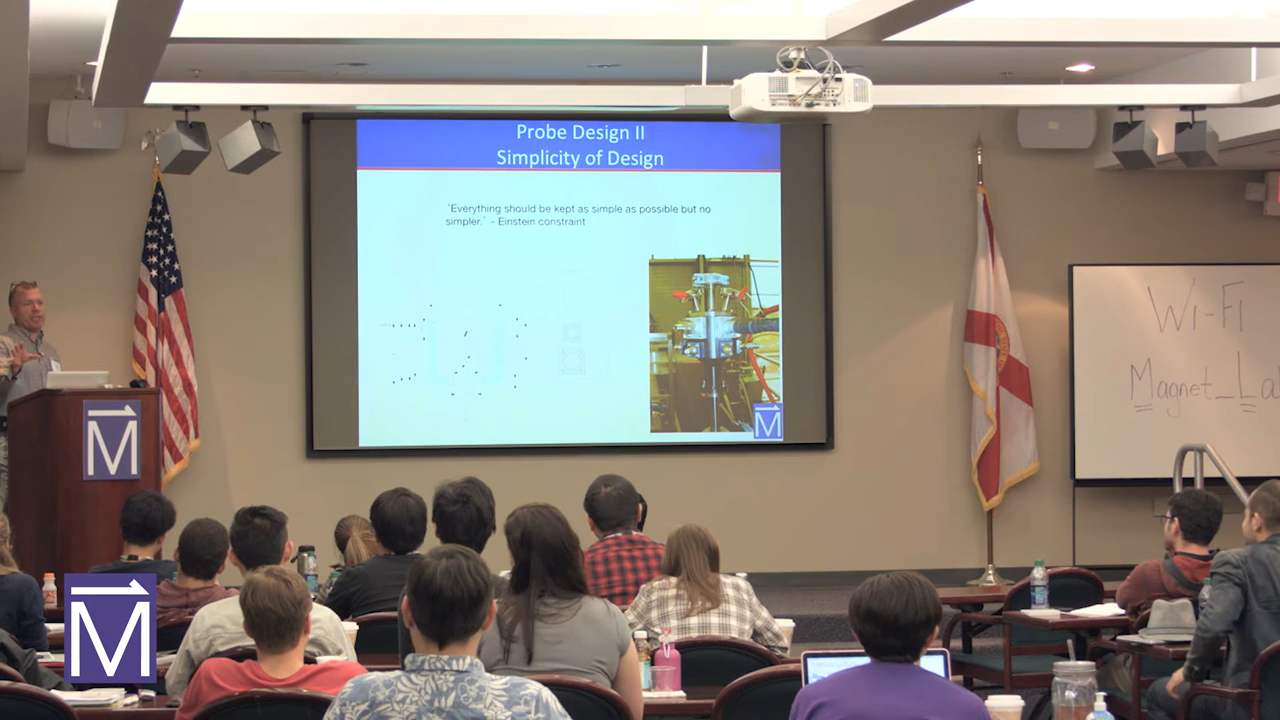 Probe Design II
Simplicity of Design
"Everything should be kept as simple as possible but no
simpler." - Einstein constraint
Wi-Fi
Magnet_La
M
M
M